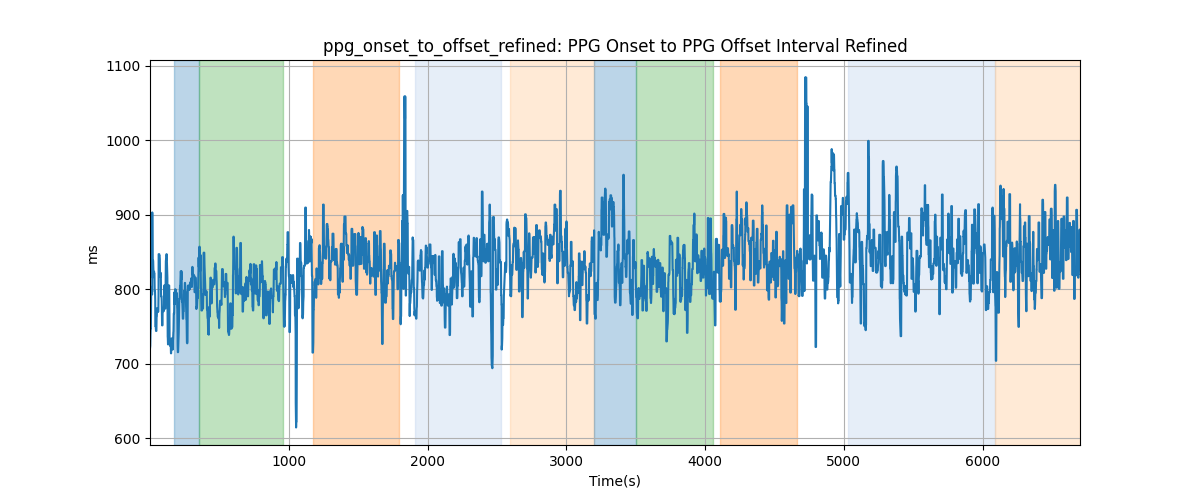 ppg_onset_to_offset_refined: PPG Onset to PPG Offset Interval Refined
1100
1000
900
800
700
600
ms
1000 2000 3000 4000 5000 6000
Time(s)